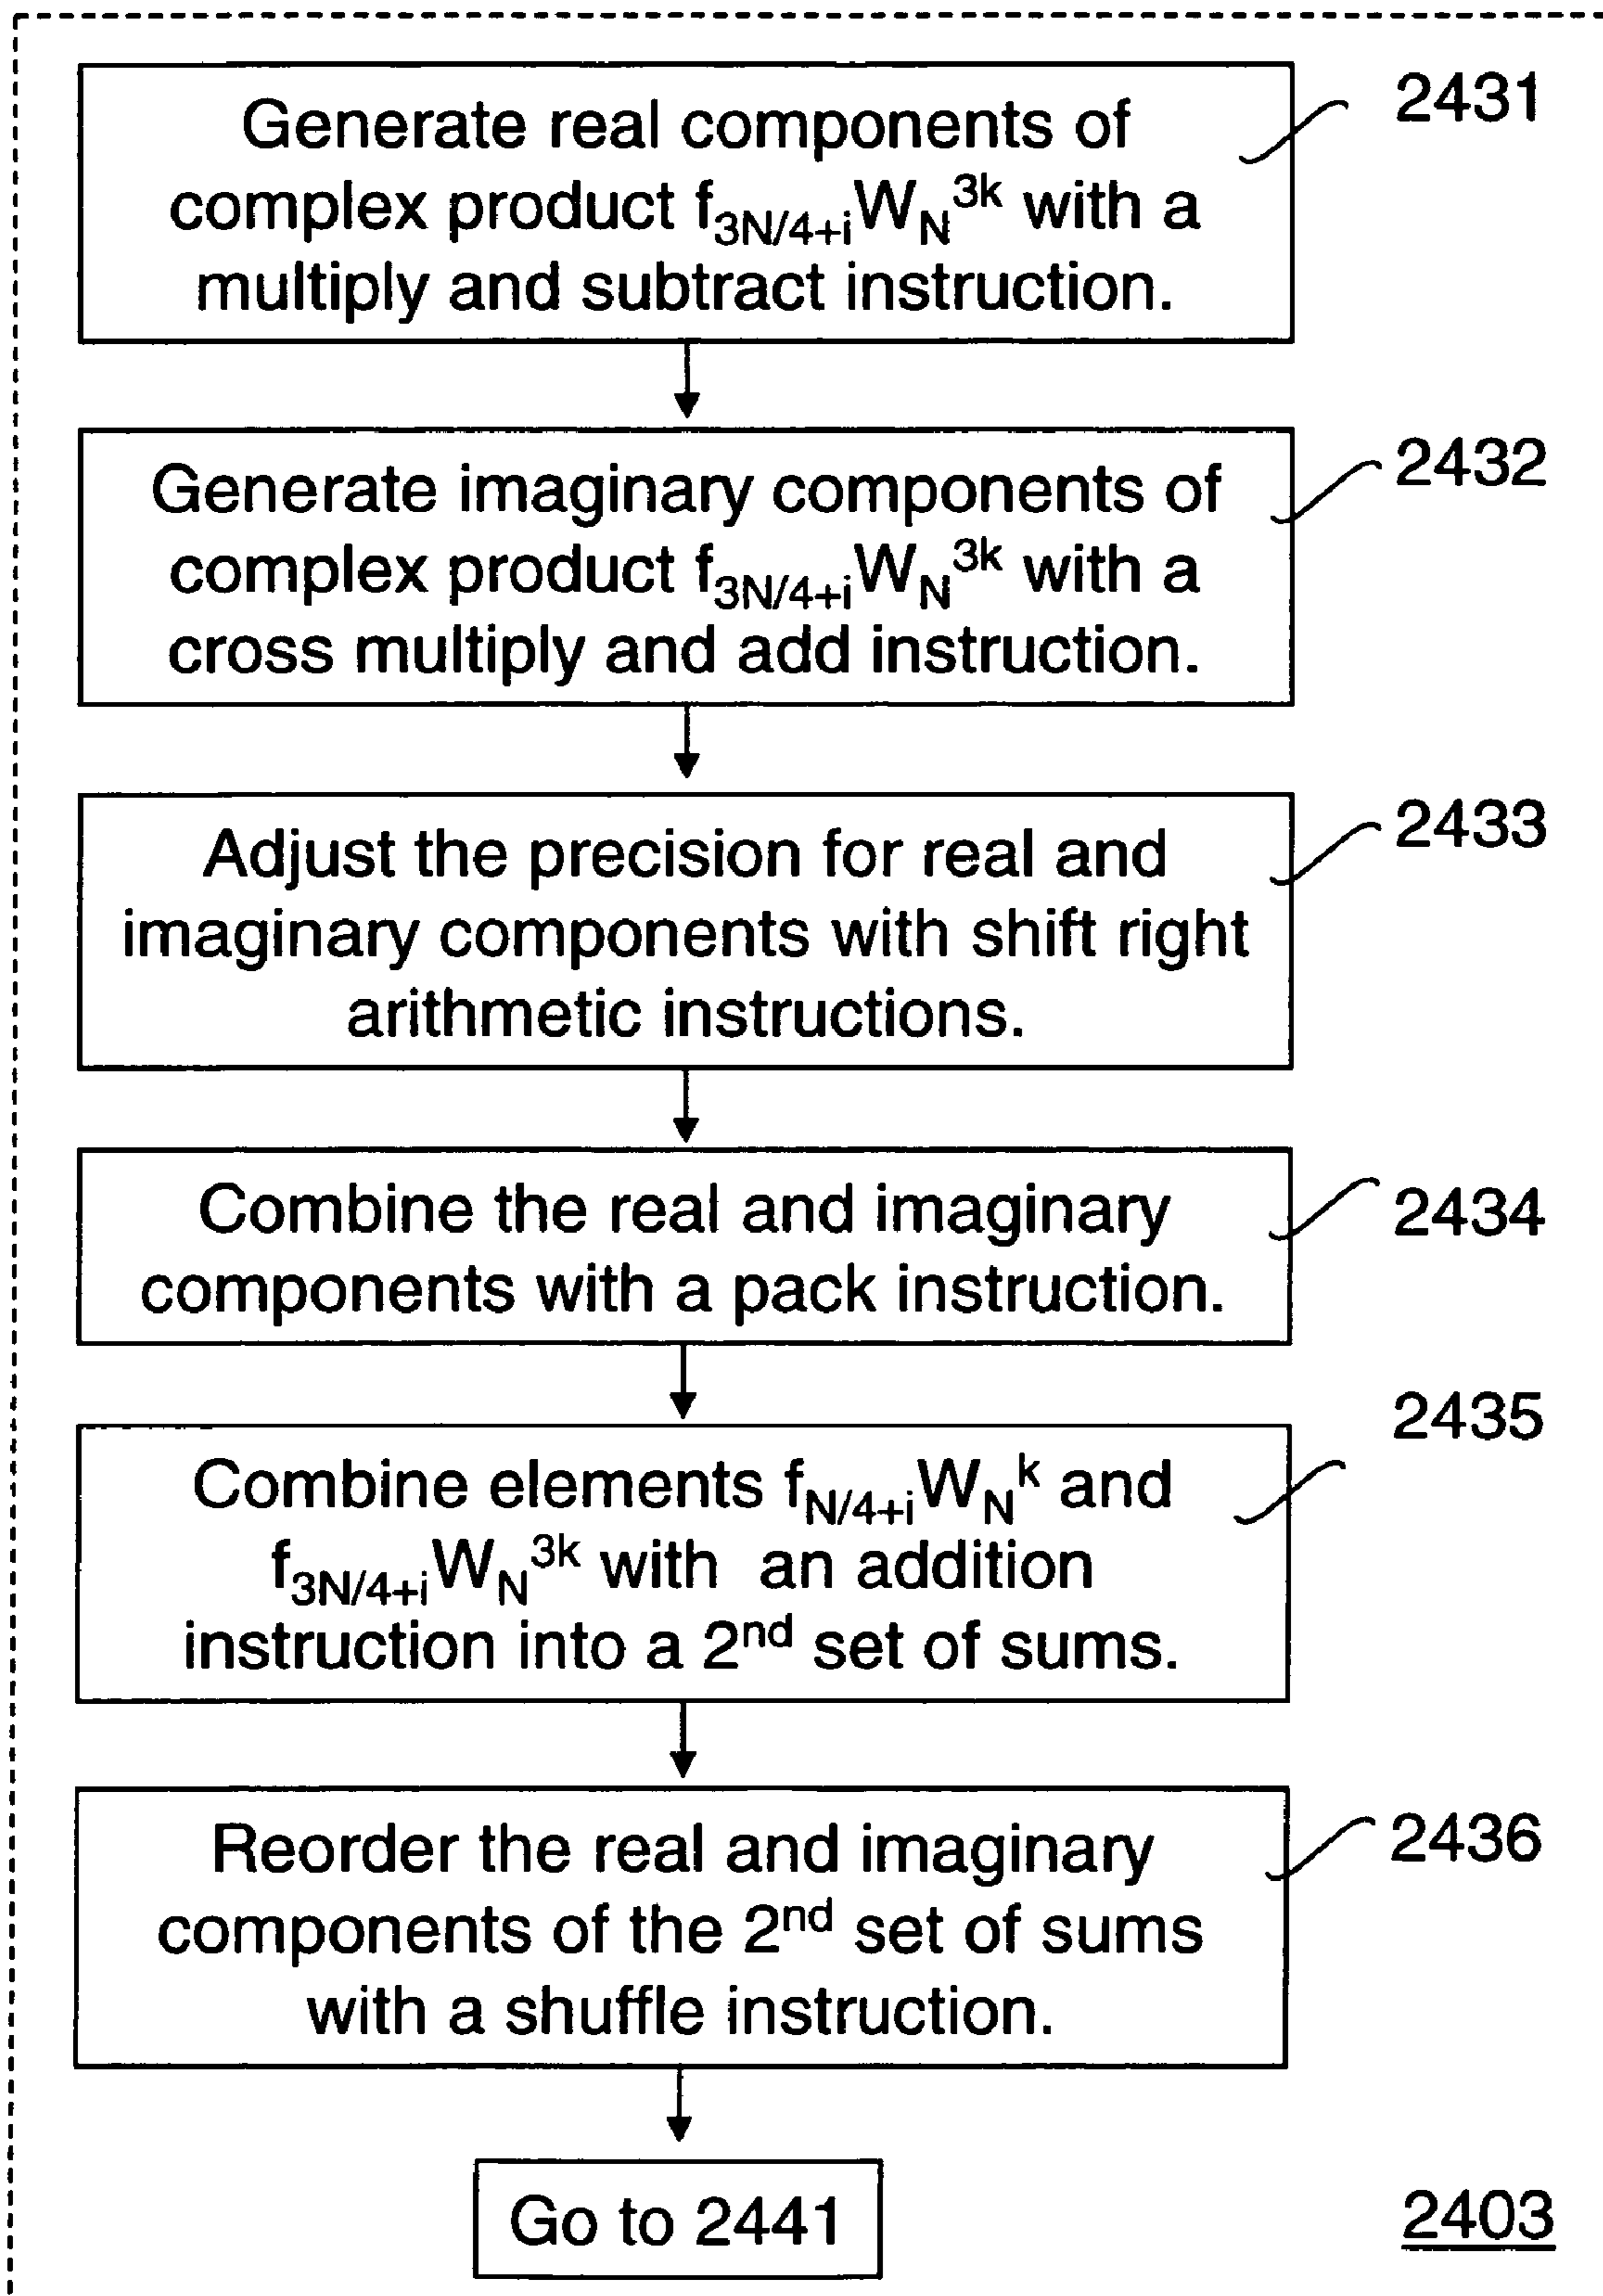 Generate real components of
complex product f3N/4+iWN3k with a
multiply and subtract instruction.
2431
Generate imaginary components of
complex product f3N/4+iWN3k with a
cross multiply and add instruction.
2432
Adjust the precision for real and
imaginary components with shift right
arithmetic instructions.
2433
Combine the real and imaginary
components with a pack instruction.
2434
Combine elements fN/4+iWNk and
f3N/4+iWN3k with an addition
instruction into a 2nd set of sums.
2435
Reorder the real and imaginary
components of the 2nd set of sums
with a shuffle instruction.
2436
Go to 2441
2403